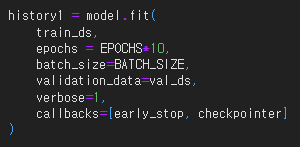 history1 = model.fit(
    train_ds,
    epochs = EPOCHS*10,
    batch_size=BATCH_SIZE,
    validation_data=val_ds,
    verbose=1,
    callbacks=[early_stop, checkpointer]
)